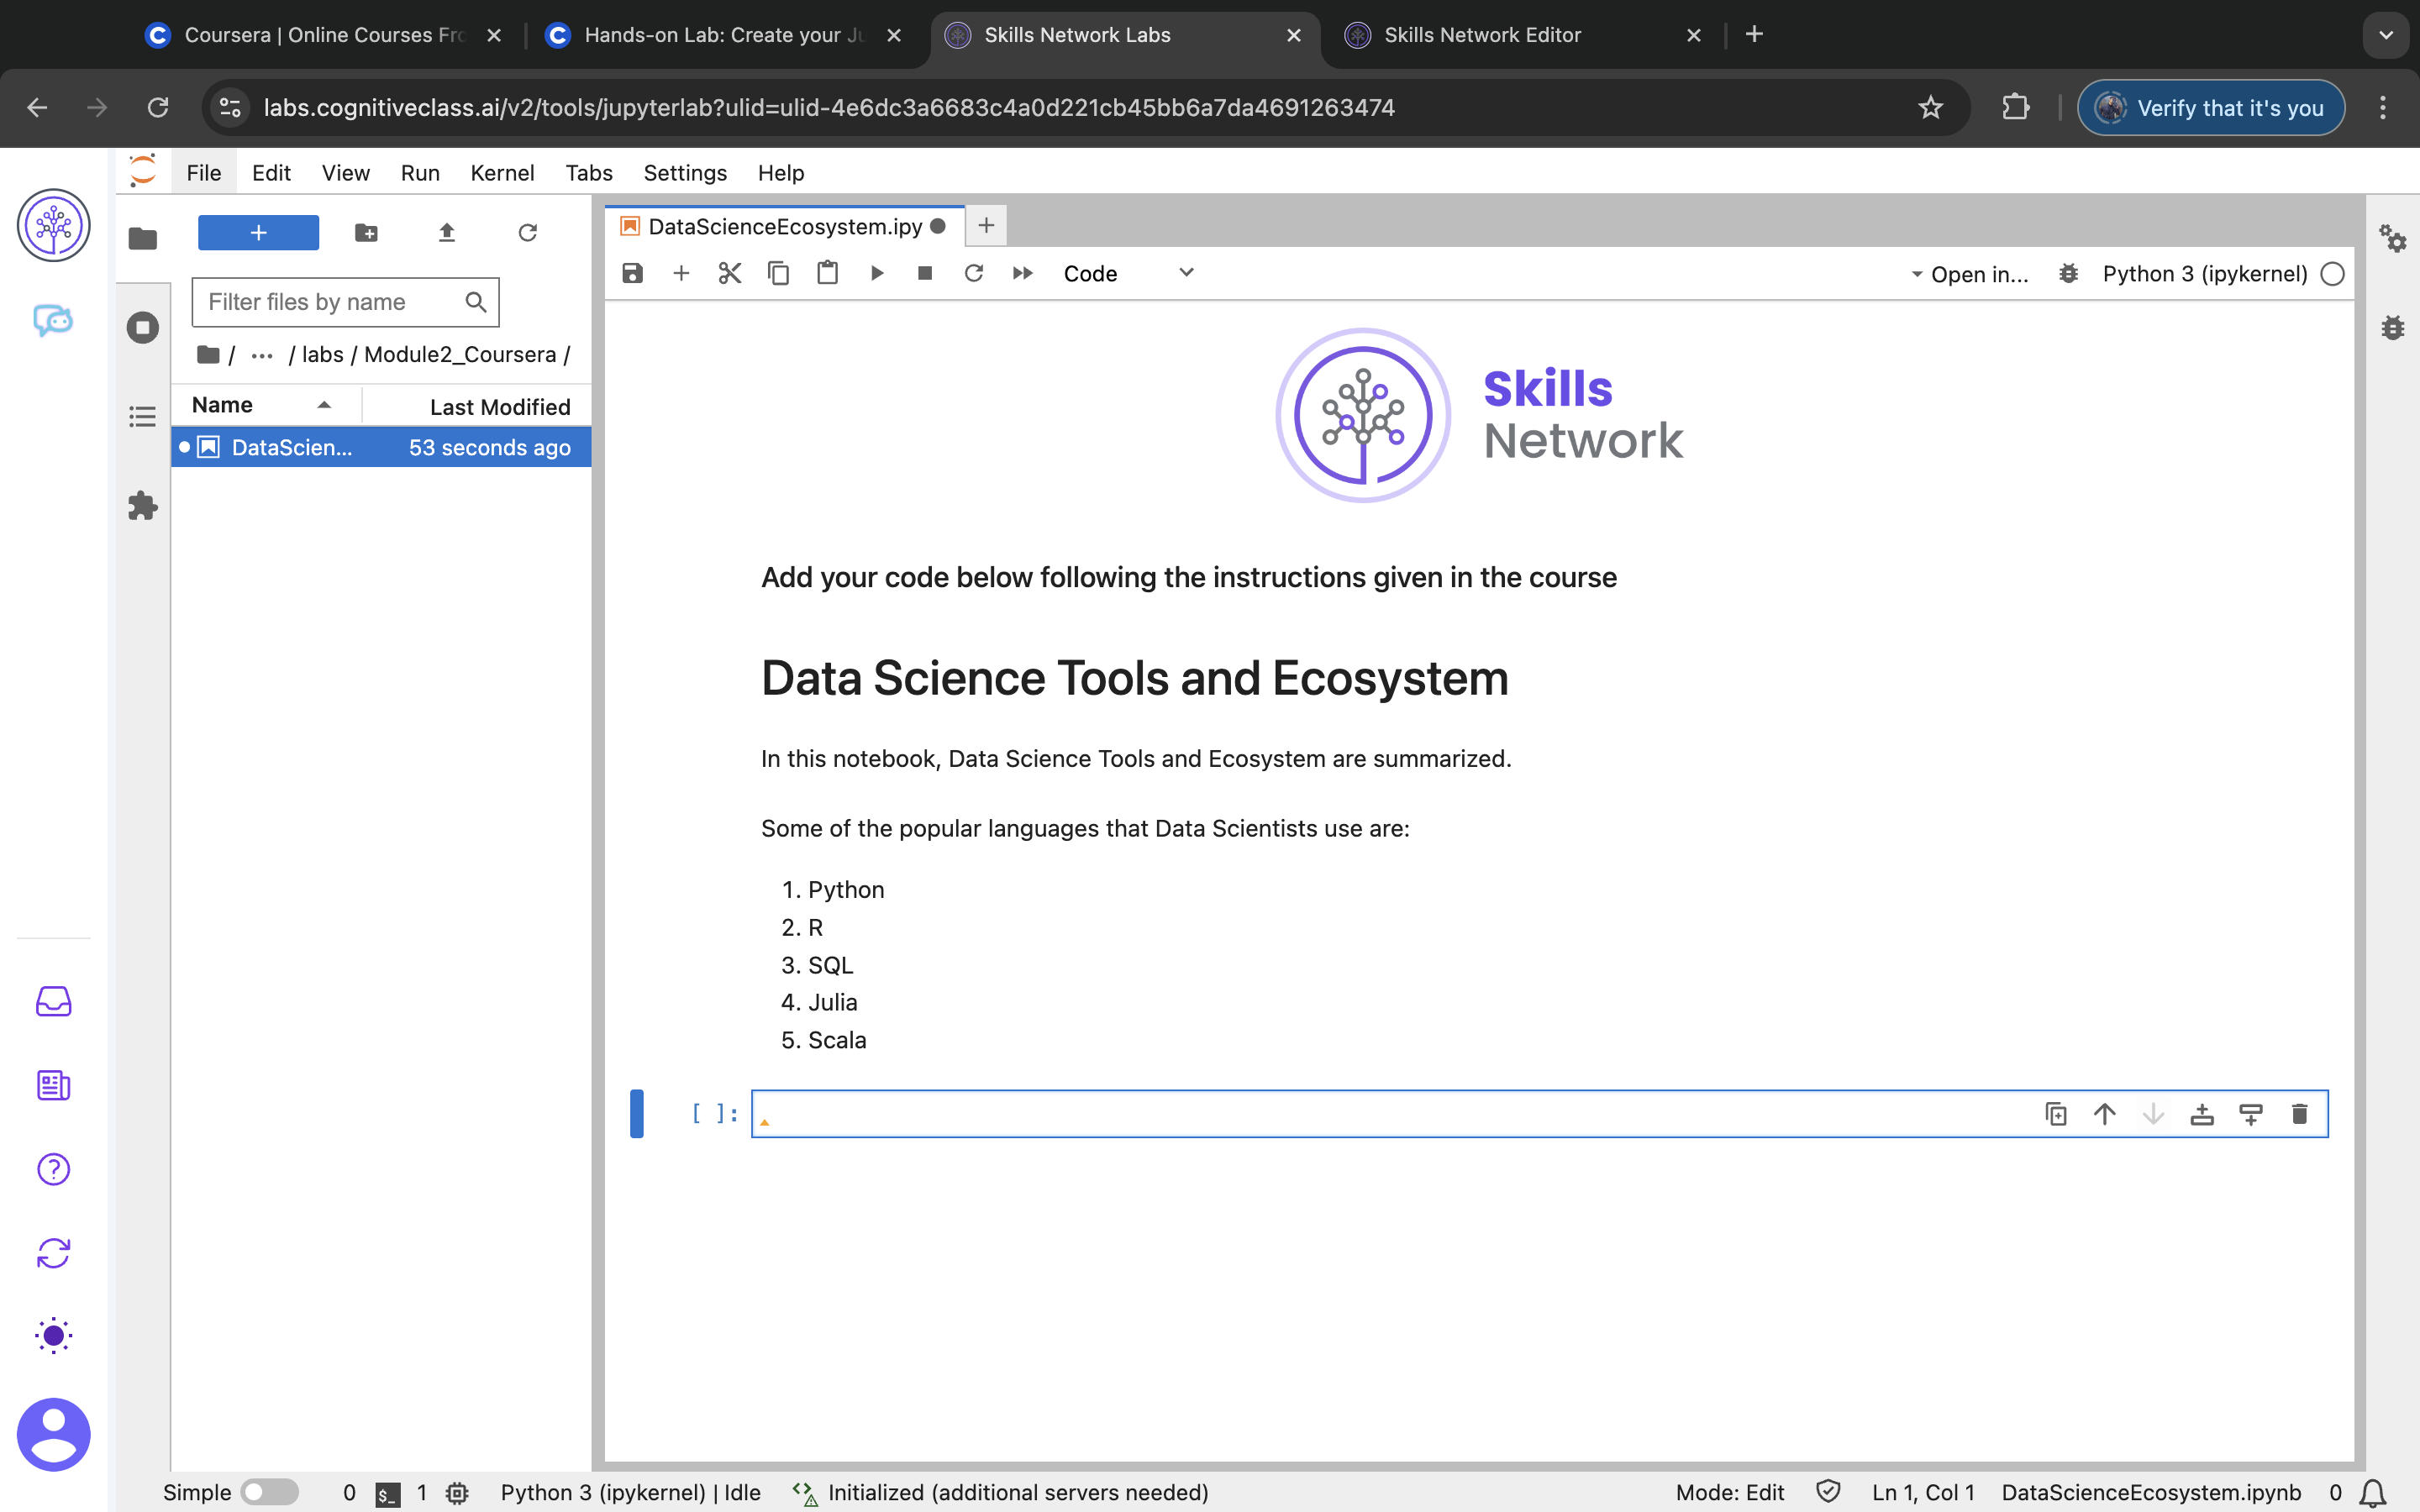 Coursera | Online Courses Fro
Hands-on Lab: Create your Ju
Skills Network Labs
Skills Network Editor
labs.cognitiveclass.ai/v2/tools/jupyterlab?ulid=ulid-4e6dc3a6683c4a0d221cb45bb6a7da4691263474
Verify that it's you
File Edit View Run Kernel Tabs Settings Help
DataScienceEcosystem.ipy
Code
Open in...
Python 3 (ipykernel)
Filter files by name
/ ... / labs / Module2_Coursera /
Name Last Modified
DataScien... 53 seconds ago
Skills
Network
Add your code below following the instructions given in the course
Data Science Tools and Ecosystem
In this notebook, Data Science Tools and Ecosystem are summarized.
Some of the popular languages that Data Scientists use are:
1. Python
2. R
3. SQL
4. Julia
5. Scala
[ ]:
Simple 0 $_ 1 Python 3 (ipykernel) | Idle Initialized (additional servers needed) Mode: Edit Ln 1, Col 1 DataScienceEcosystem.ipynb 0